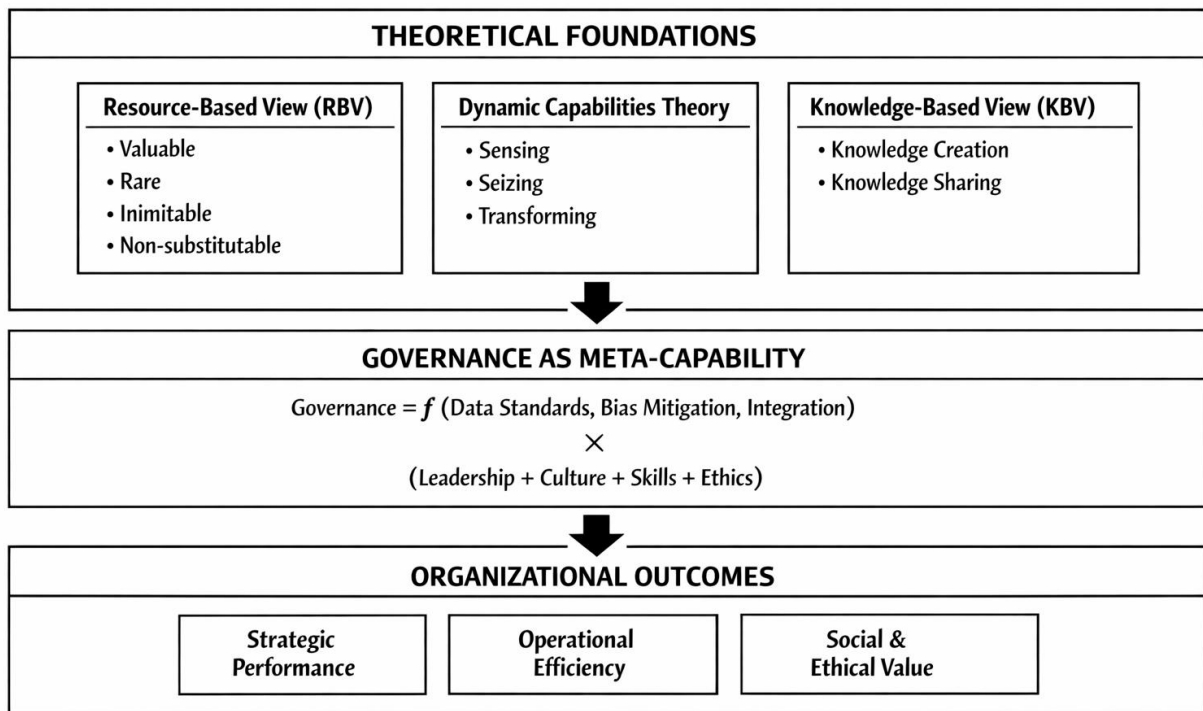 THEORETICAL FOUNDATIONS
Resource-Based View (RBV)
• Valuable
• Rare
• Inimitable
• Non-substitutable
Dynamic Capabilities Theory
• Sensing
• Seizing
• Transforming
Knowledge-Based View (KBV)
• Knowledge Creation
• Knowledge Sharing
GOVERNANCE AS META-CAPABILITY
Governance = f (Data Standards, Bias Mitigation, Integration)
×
(Leadership + Culture + Skills + Ethics)
ORGANIZATIONAL OUTCOMES
Strategic
Performance
Operational
Efficiency
Social &
Ethical Value